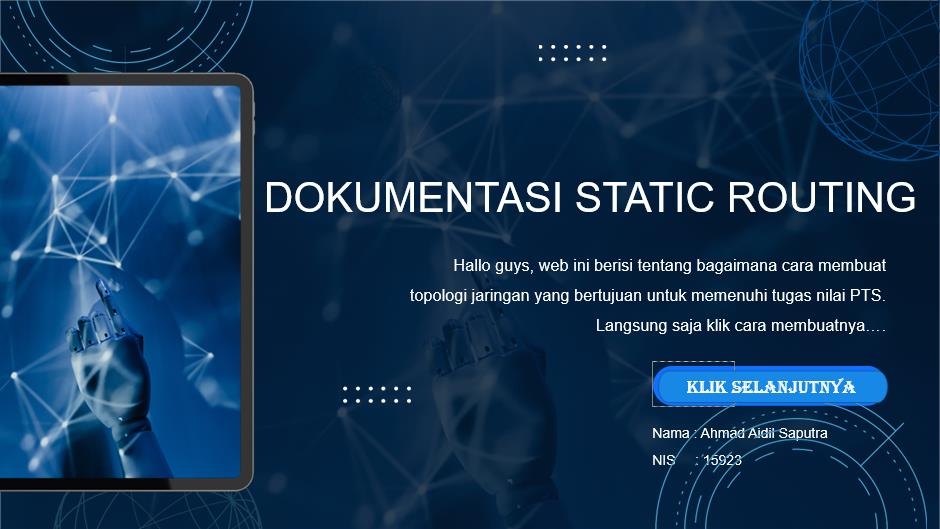 DOKUMENTASI STATIC ROUTING
Hallo guys, web ini berisi tentang bagaimana cara membuat
topologi jaringan yang bertujuan untuk memenuhi tugas nilai PTS.
Langsung saja klik cara membuatnya….
KLIK SELANJUTNYA
Nama : Ahmad Aidil Saputra
NIS : 15923